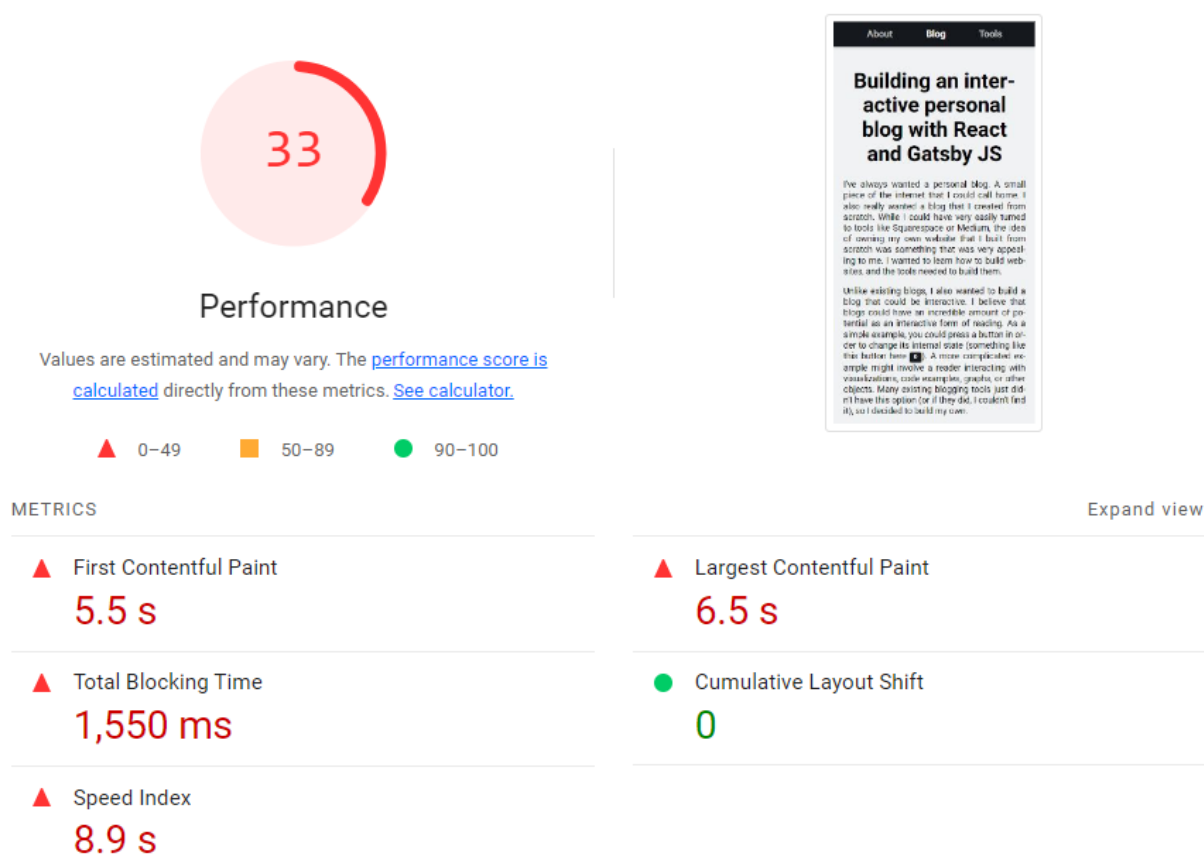 33
Performance
Values are estimated and may vary. The performance score is
calculated directly from these metrics. See calculator.
0–49
50–89
90–100
About Blog Tools
Building an inter-
active personal
blog with React
and Gatsby JS
I've always wanted a personal blog. A small
piece of the internet that I could call home. I
also really wanted a blog that I created from
scratch. While I could have very easily turned
to tools like Squarespace or Medium, the idea
of owning my own website that I built from
scratch was something that was very appeal-
ing to me. I wanted to learn how to build web-
sites, and the tools needed to build them.
Unlike existing blogs, I also wanted to build a
blog that could be interactive. I believe that
blogs could have an incredible amount of po-
tential as an interactive form of reading. As a
simple example, you could press a button in or-
der to change its internal state (something like
this button here ). A more complicated ex-
ample might involve a reader interacting with
visualizations, code examples, graphs, or other
objects. Many existing blogging tools just did-
n't have this option (or if they did, I couldn't find
it), so I decided to build my own.
METRICS
Expand view
First Contentful Paint
5.5 s
Largest Contentful Paint
6.5 s
Total Blocking Time
1,550 ms
Cumulative Layout Shift
0
Speed Index
8.9 s